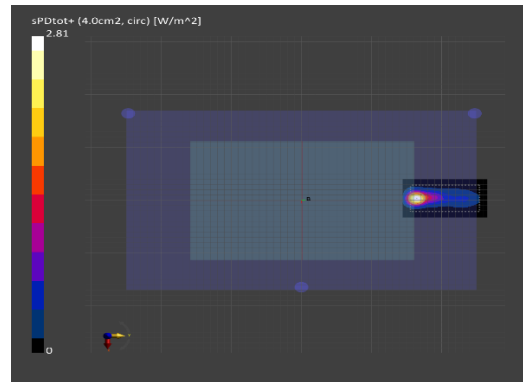 sPDtot+ (4.0cm2, circ) [W/m^2]
2.81
0